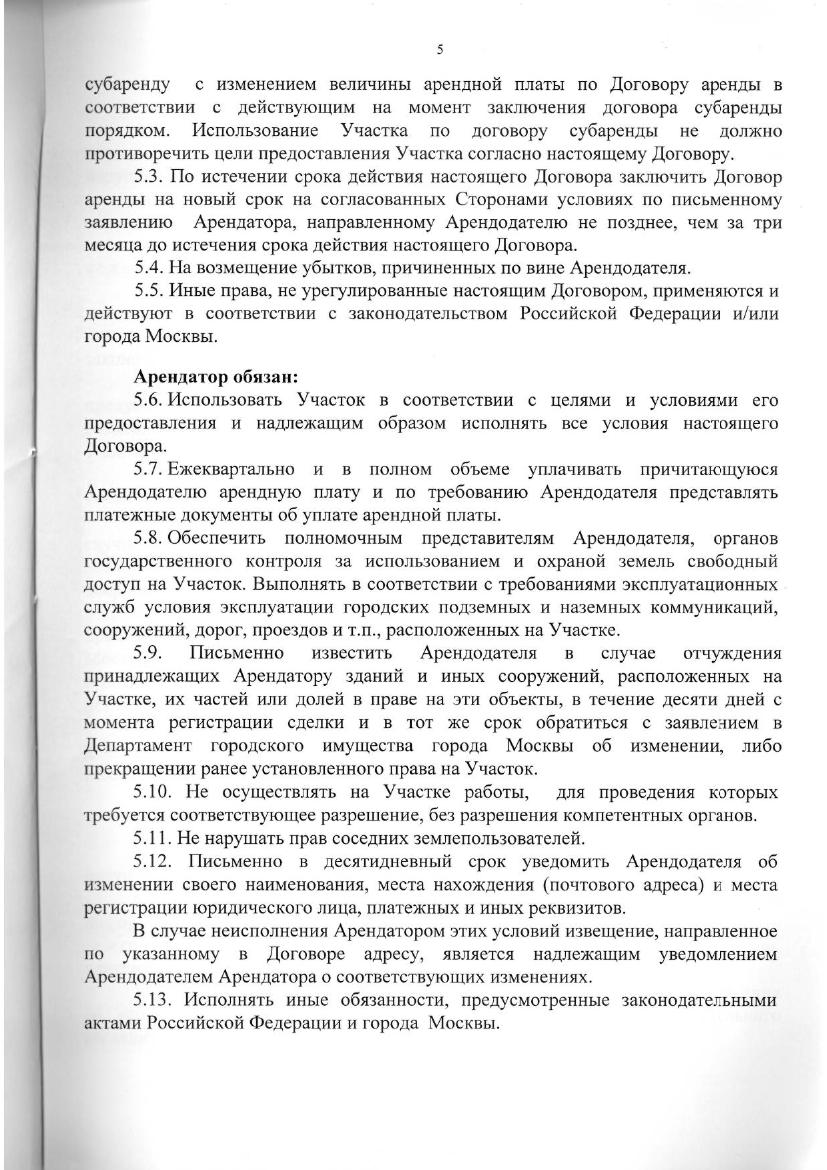 5
субаренду с изменением величины арендной платы по Договору аренды в
соответствии с действующим на момент заключения договора субаренды
порядком. Использование Участка по договору субаренды не должно
противоречить цели предоставления Участка согласно настоящему Договору.
5.3. По истечении срока действия настоящего Договора заключить Договор
аренды на новый срок на согласованных Сторонами условиях по письменному
заявлению Арендатора, направленному Арендодателю не позднее, чем за три
месяца до истечения срока действия настоящего Договора.
5.4. На возмещение убытков, причиненных по вине Арендодателя.
5.5. Иные права, не урегулированные настоящим Договором, применяются и
действуют в соответствии с законодательством Российской Федерации и/или
города Москвы.
Арендатор обязан:
5.6. Использовать Участок в соответствии с целями и условиями его
предоставления и надлежащим образом исполнять все условия настоящего
Договора.
5.7. Ежеквартально и в полном объеме уплачивать причитающуюся
Арендодателю арендную плату и по требованию Арендодателя представлять
платежные документы об уплате арендной платы.
5.8. Обеспечить полномочным представителям Арендодателя, органов
государственного контроля за использованием и охраной земель свободный
доступ на Участок. Выполнять в соответствии с требованиями эксплуатационных
служб условия эксплуатации городских подземных и наземных коммуникаций,
сооружений, дорог, проездов и т.п., расположенных на Участке.
5.9. Письменно известить Арендодателя в случае отчуждения
принадлежащих Арендатору зданий и иных сооружений, расположенных на
Участке, их частей или долей в праве на эти объекты, в течение десяти дней с
момента регистрации сделки и в тот же срок обратиться с заявлением в
Департамент городского имущества города Москвы об изменении, либо
прекращении ранее установленного права на Участок.
5.10. Не осуществлять на Участке работы, для проведения которых
требуется соответствующее разрешение, без разрешения компетентных органов.
5.11. Не нарушать прав соседних землепользователей.
5.12. Письменно в десятидневный срок уведомить Арендодателя об
изменении своего наименования, места нахождения (почтового адреса) и места
регистрации юридического лица, платежных и иных реквизитов.
В случае неисполнения Арендатором этих условий извещение, направленное
по указанному в Договоре адресу, является надлежащим уведомлением
Арендодателем Арендатора о соответствующих изменениях.
5.13. Исполнять иные обязанности, предусмотренные законодательными
актами Российской Федерации и города Москвы.